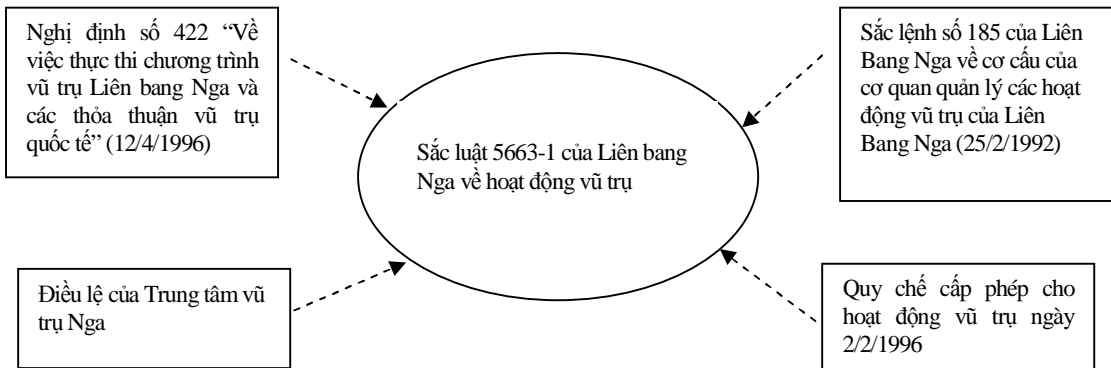 Nghị định số 422 “Về
việc thực thi chương trình
vũ trụ Liên bang Nga và
các thỏa thuận vũ trụ
quốc tế” (12/4/1996)
Sắc lệnh số 185 của Liên
Bang Nga về cơ cấu của
cơ quan quản lý các hoạt
động vũ trụ của Liên
Bang Nga (25/2/1992)
Sắc luật 5663-1 của Liên bang
Nga về hoạt động vũ trụ
Điều lệ của Trung tâm vũ
trụ Nga
Quy chế cấp phép cho
hoạt động vũ trụ ngày
2/2/1996